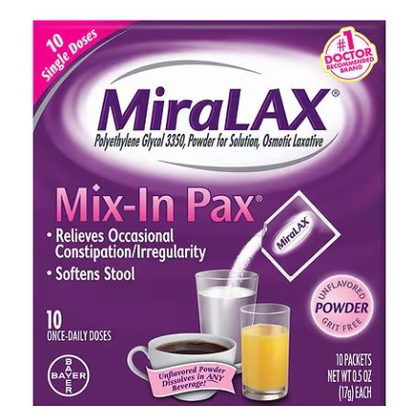 10
Single Doses
#1
DOCTOR
RECOMMENDED
BRAND
MiraLAX®
Polyethylene Glycol 3350, Powder for Solution, Osmotic Laxative
Mix-In Pax®
• Relieves Occasional
Constipation/Irregularity
• Softens Stool
MiraLAX
UNFLAVORED
POWDER
GRIT FREE
10
ONCE-DAILY DOSES
BAYER
BAYER
Unflavored Powder
Dissolves in ANY
Beverage!
10 PACKETS
NET WT 0.5 OZ
(17g) EACH